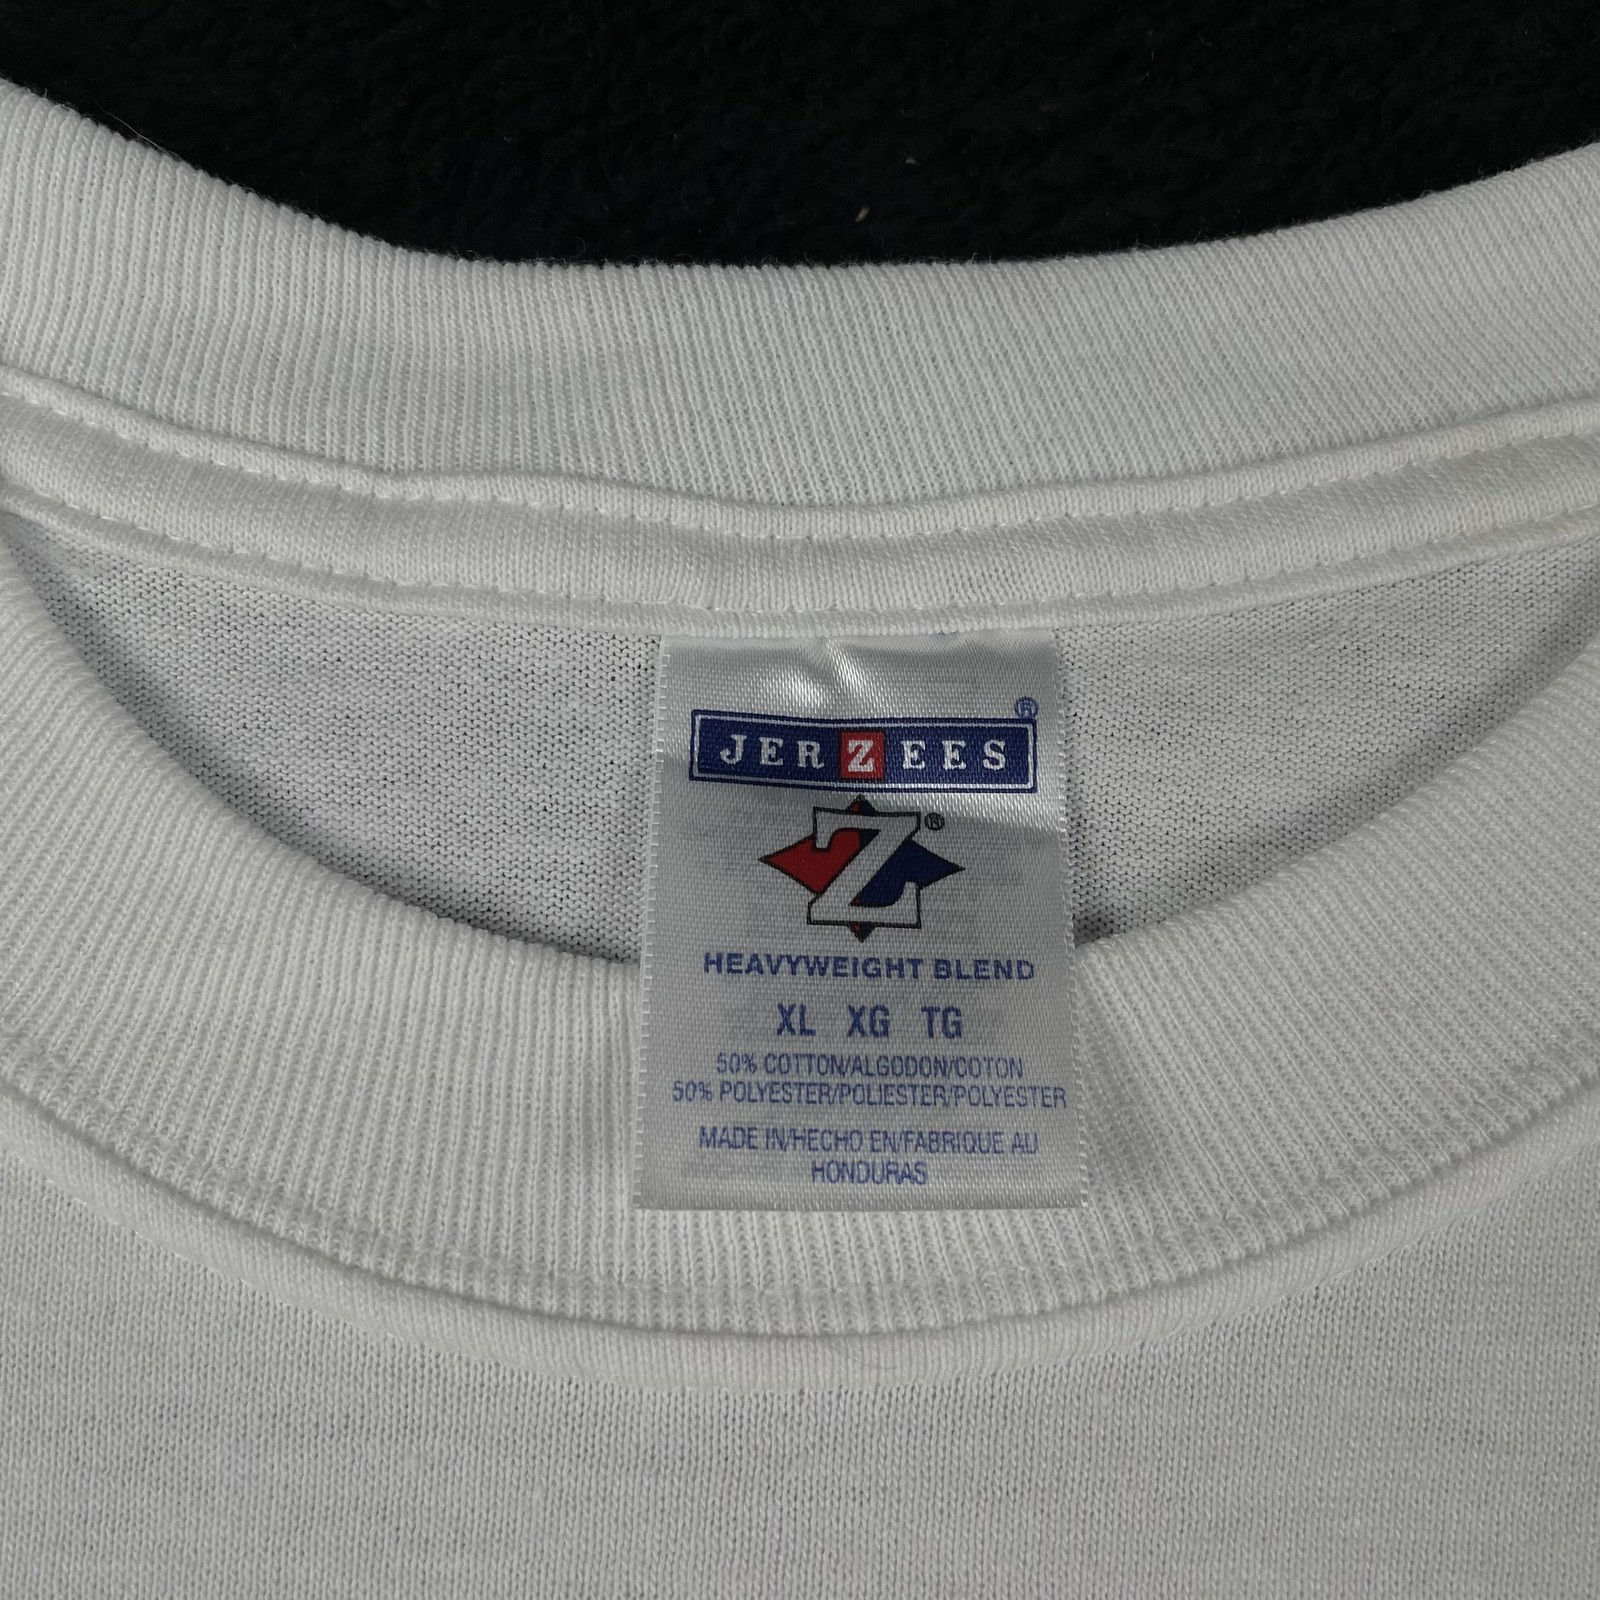 JERZEES®
Z®
HEAVYWEIGHT BLEND
XL XG TG
50% COTTON/ALGODON/COTON
50% POLYESTER/POLIESTER/POLYESTER
MADE IN/HECHO EN/FABRIQUE AU
HONDURAS